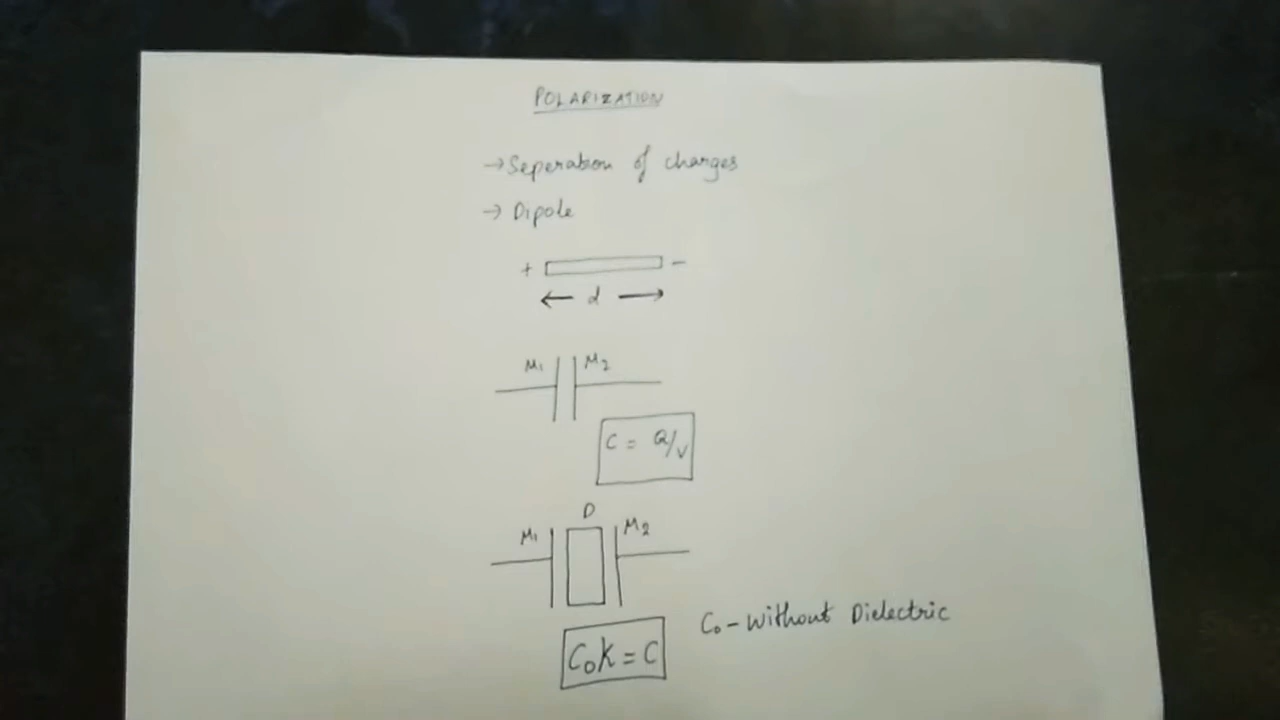 POLARIZATION
→ Seperation of charges
→ Dipole
+ −
← d →
M1 M2
C = Q/V
D
M1 M2
C0 - Without Dielectric
C0K = C